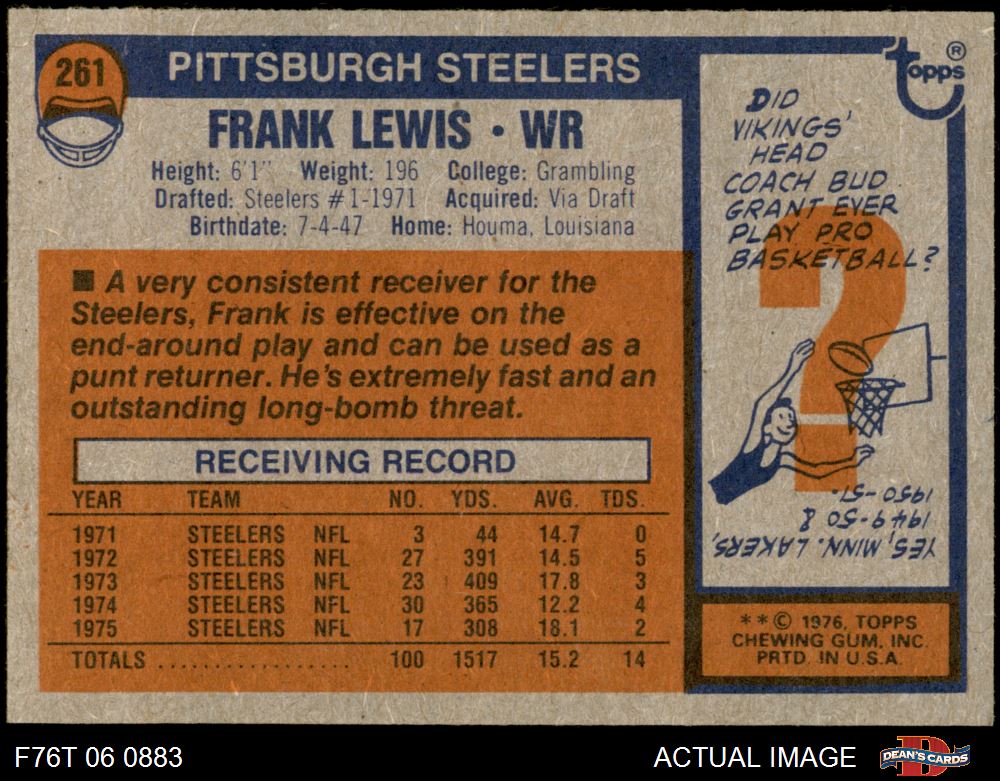 261
PITTSBURGH STEELERS
FRANK LEWIS • WR
Height: 6'1" Weight: 196 College: Grambling
Drafted: Steelers #1-1971 Acquired: Via Draft
Birthdate: 7-4-47 Home: Houma, Louisiana
■ A very consistent receiver for the
Steelers, Frank is effective on the
end-around play and can be used as a
punt returner. He's extremely fast and an
outstanding long-bomb threat.
RECEIVING RECORD
YEAR TEAM NO. YDS. AVG. TDS.
1971 STEELERS NFL 3 44 14.7 0
1972 STEELERS NFL 27 391 14.5 5
1973 STEELERS NFL 23 409 17.8 3
1974 STEELERS NFL 30 365 12.2 4
1975 STEELERS NFL 17 308 18.1 2
TOTALS .................. 100 1517 15.2 14
Topps ®
DID
VIKINGS'
HEAD
COACH BUD
GRANT EVER
PLAY PRO
BASKETBALL?
?
YES, MINN. LAKERS,
1949-50 &
1950-51.
**© 1976, TOPPS
CHEWING GUM, INC.
PRTD. IN U.S.A.
F76T 06 0883
ACTUAL IMAGE
DEAN'S CARDS